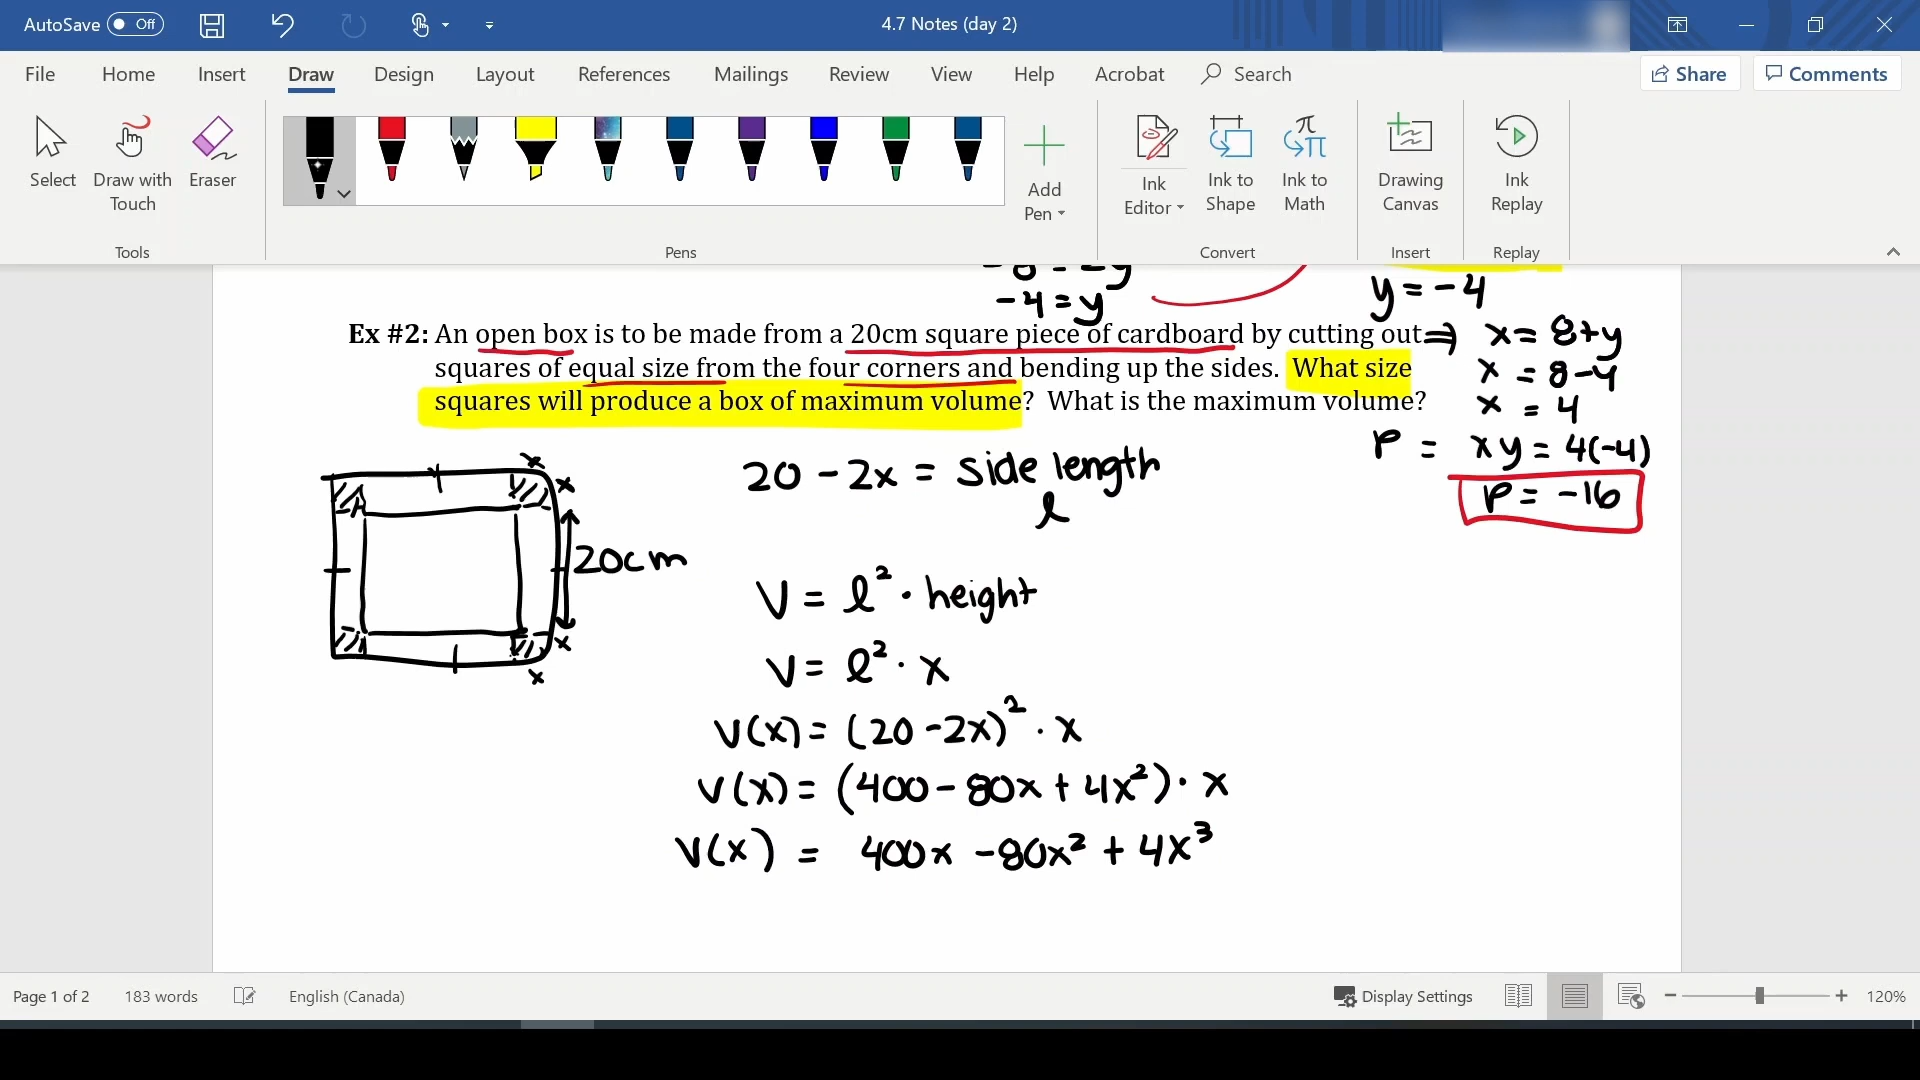 AutoSave Off 4.7 Notes (day 2)
File Home Insert Draw Design Layout References Mailings Review View Help Acrobat Search Share Comments
Select Draw with Touch Eraser Add Pen Ink Editor Ink to Shape Ink to Math Drawing Canvas Ink Replay
Tools Pens Convert Insert Replay
-8 = 2y
-4 = y
y = -4
Ex #2: An open box is to be made from a 20cm square piece of cardboard by cutting out
squares of equal size from the four corners and bending up the sides. What size
squares will produce a box of maximum volume? What is the maximum volume?
⇒ x = 8+y
x = 8-4
x = 4
P = xy = 4(-4)
P = -16
x
x
20cm
x
x
20 - 2x = side length
l
V = l² · height
V = l² · x
V(x) = (20 - 2x)² · x
V(x) = (400 - 80x + 4x²) · x
V(x) = 400x - 80x² + 4x³
Page 1 of 2 183 words English (Canada) Display Settings 120%